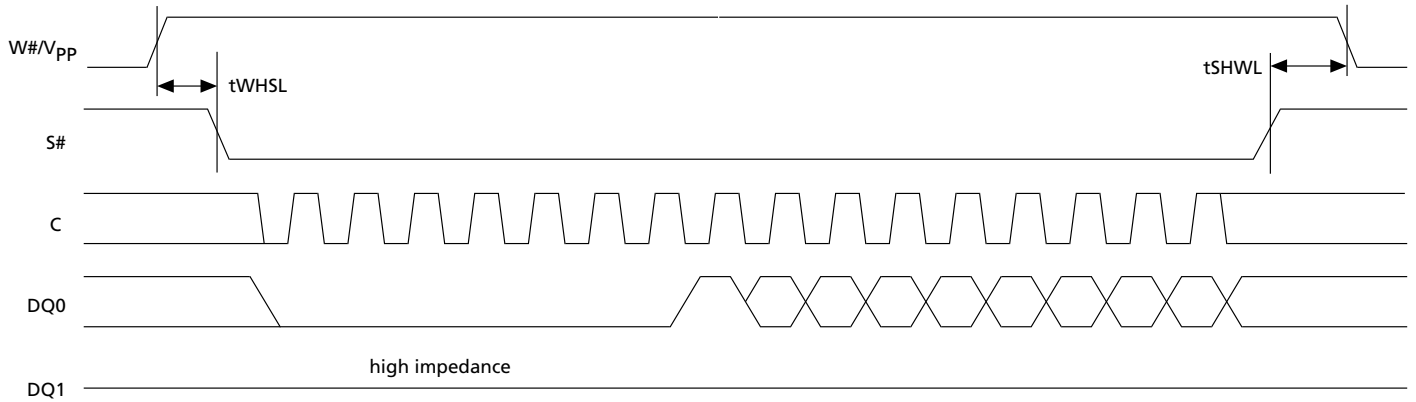 W#/VPP
tWHSL
tSHWL
S#
C
DQ0
high impedance
DQ1